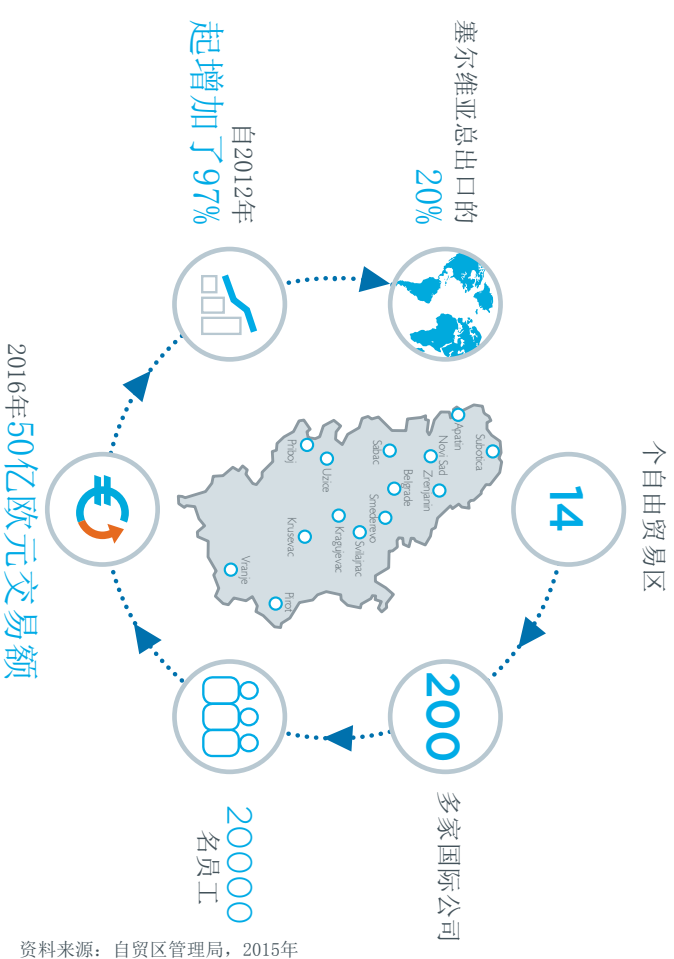 14
个自由贸易区
200
多家国际公司
20000
名员工
2016年50亿欧元交易额
自2012年
起增加了97%
塞尔维亚总出口的
20%
Subotica
Apatin
Novi Sad
Zrenjanin
Sabac
Belgrade
Smederevo
Priboj
Uzice
Svilajnac
Kragujevac
Krusevac
Vranje
Pirot
资料来源：自贸区管理局，2015年